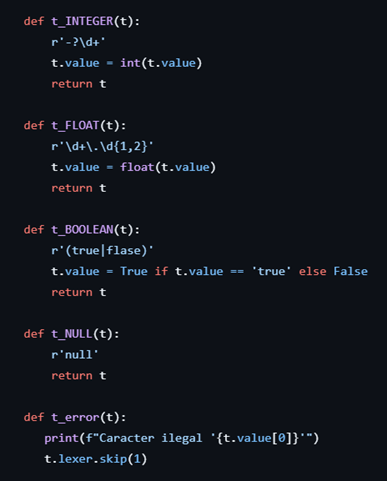 def t_INTEGER(t):
    r'-?\d+'
    t.value = int(t.value)
    return t
def t_FLOAT(t):
    r'\d+\.\d{1,2}'
    t.value = float(t.value)
    return t
def t_BOOLEAN(t):
    r'(true|flase)'
    t.value = True if t.value == 'true' else False
    return t
def t_NULL(t):
    r'null'
    return t
def t_error(t):
   print(f"Caracter ilegal '{t.value[0]}'")
   t.lexer.skip(1)